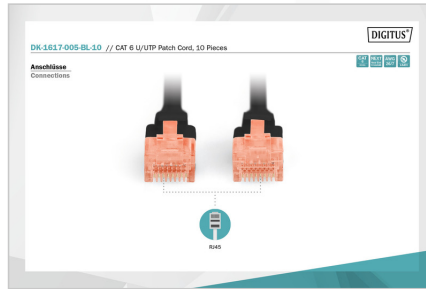 DIGITUS®
DK-1617-005-BL-10 // CAT 6 U/UTP Patch Cord, 10 Pieces
Anschlüsse
Connections
RJ45